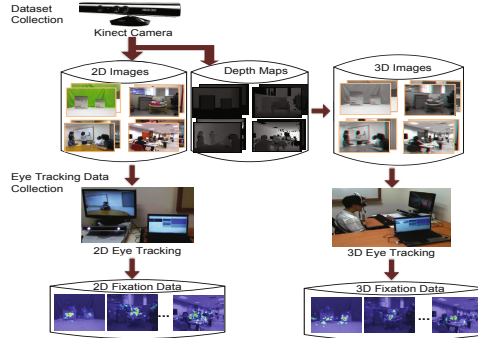 Dataset
Collection
Kinect Camera
2D Images
Depth Maps
3D Images
Eye Tracking Data
Collection
2D Eye Tracking
3D Eye Tracking
2D Fixation Data
3D Fixation Data
...
...